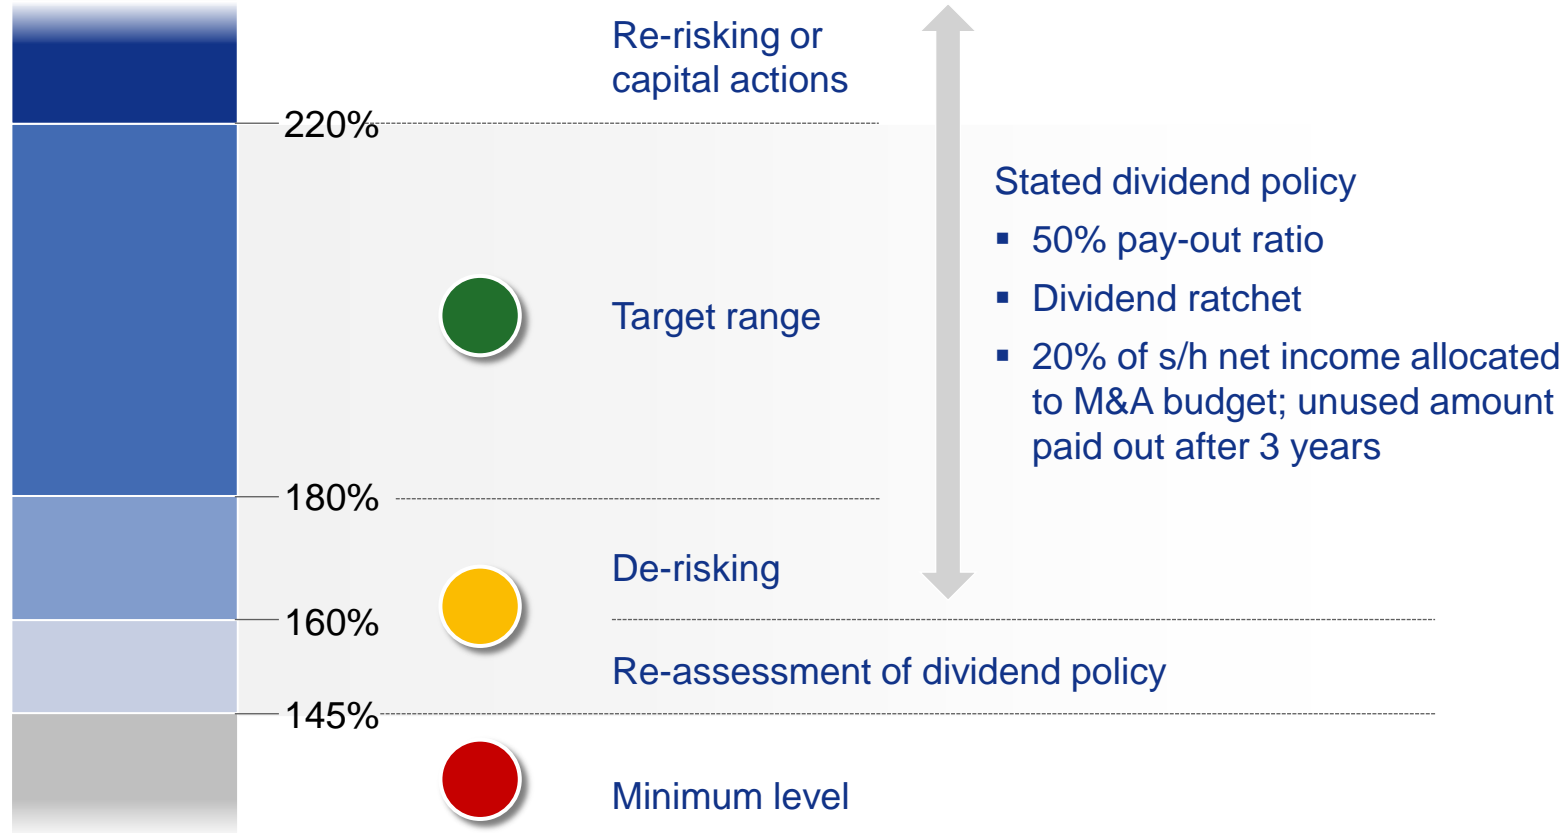 Re-risking or
capital actions
220%
Stated dividend policy
▪ 50% pay-out ratio
▪ Dividend ratchet
Target range
▪ 20% of s/h net income allocated
to M&A budget; unused amount
paid out after 3 years
180%
De-risking
160%
Re-assessment of dividend policy
145%
Minimum level